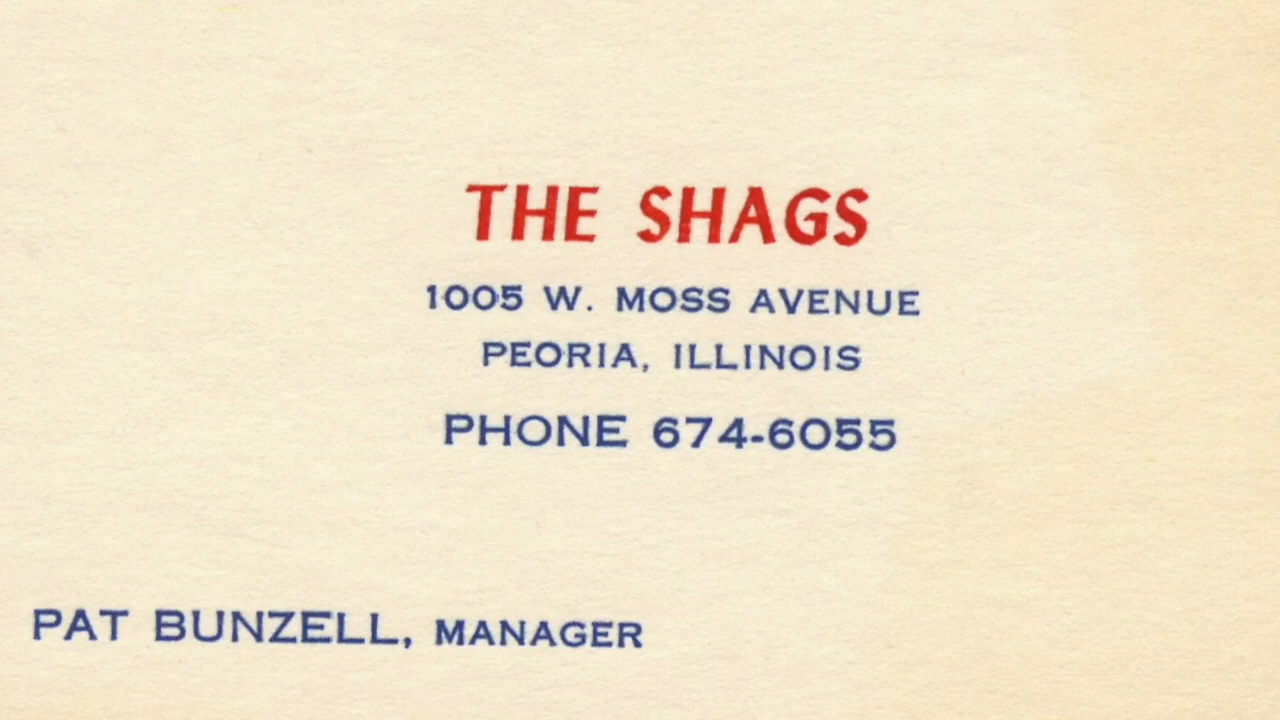 THE SHAGS
1005 W. MOSS AVENUE
PEORIA, ILLINOIS
PHONE 674-6055
PAT BUNZELL, MANAGER